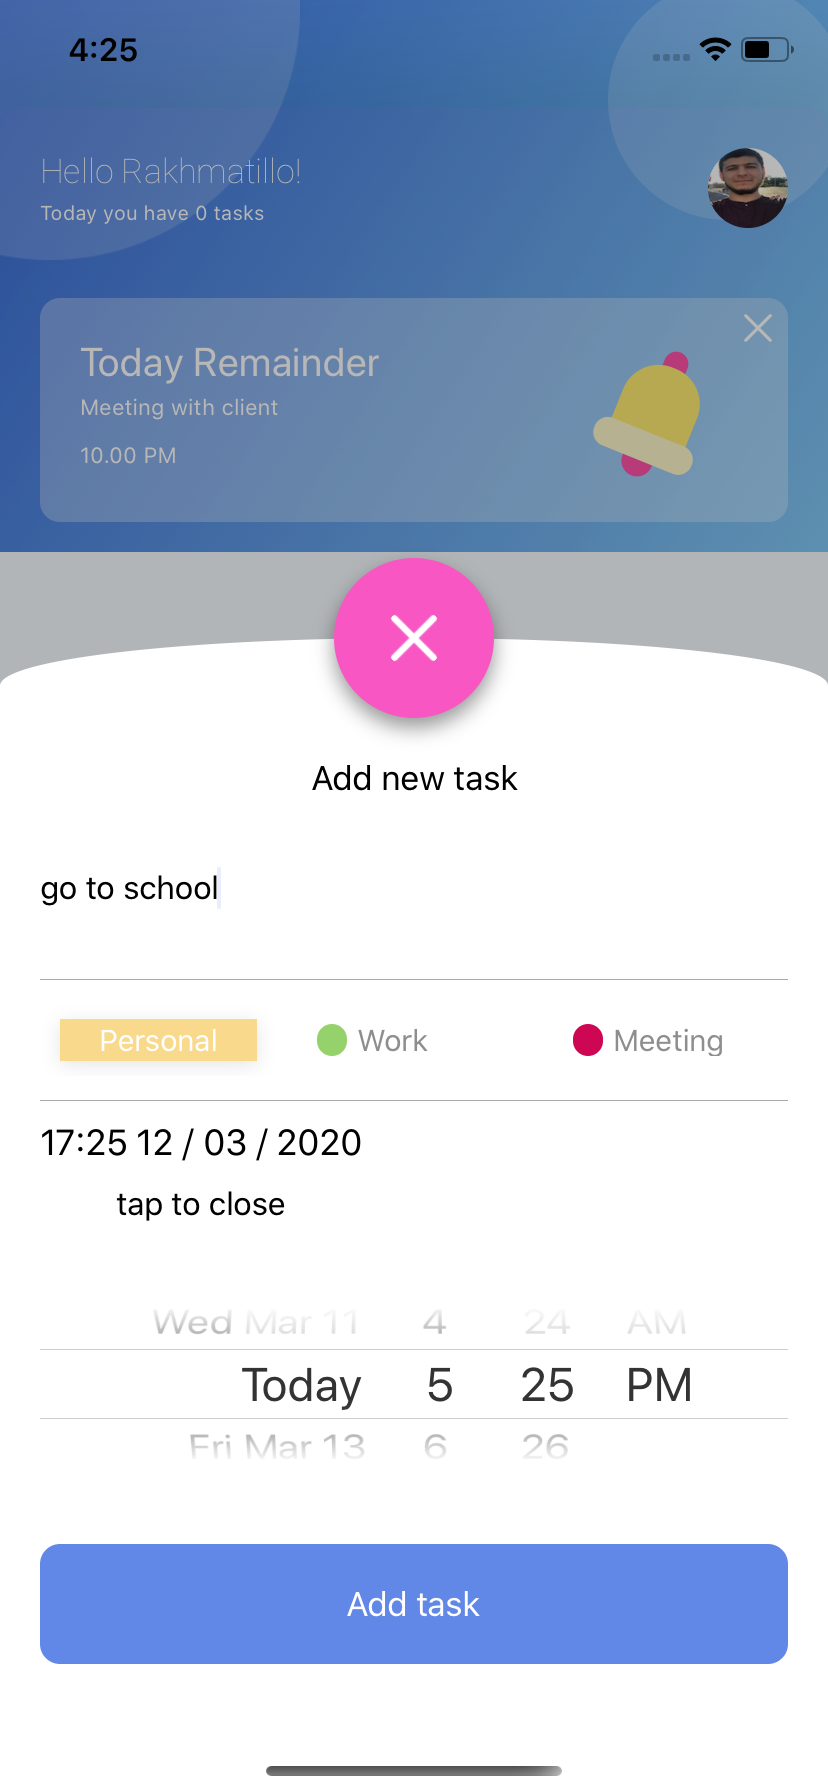 4:25
Hello Rakhmatillo!
Today you have 0 tasks
Today Remainder
Meeting with client
10.00 PM
Add new task
go to school
Personal Work Meeting
17:25 12 / 03 / 2020
tap to close
Wed Mar 11 4 24 AM
Today 5 25 PM
Fri Mar 13 6 26
Add task